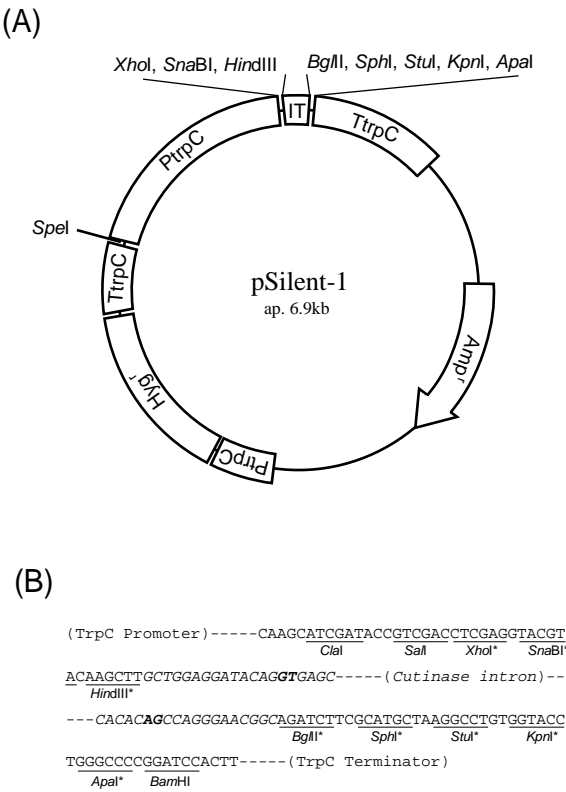 (A)
XhoI, SnaBI, HindIII
BglII, SphI, StuI, KpnI, ApaI
IT
PtrpC
TtrpC
SpeI
TtrpC
pSilent-1
ap. 6.9kb
Ampʳ
Hygʳ
PtrpC
(B)
(TrpC Promoter)-----CAAGCATCGATACCGTCGACCTCGAGGTACGT
ClaI SalI XhoI* SnaBI*
ACAAGCTTGCTGGAGGATACAGGTGAGC-----(Cutinase intron)--
HindIII*
---CACACAGCCAGGGAACGGCAGATCTTCGCATGCTAAGGCCTGTGGTACC
BglII* SphI* StuI* KpnI*
TGGGCCCCGGATCCACTT-----(TrpC Terminator)
ApaI* BamHI